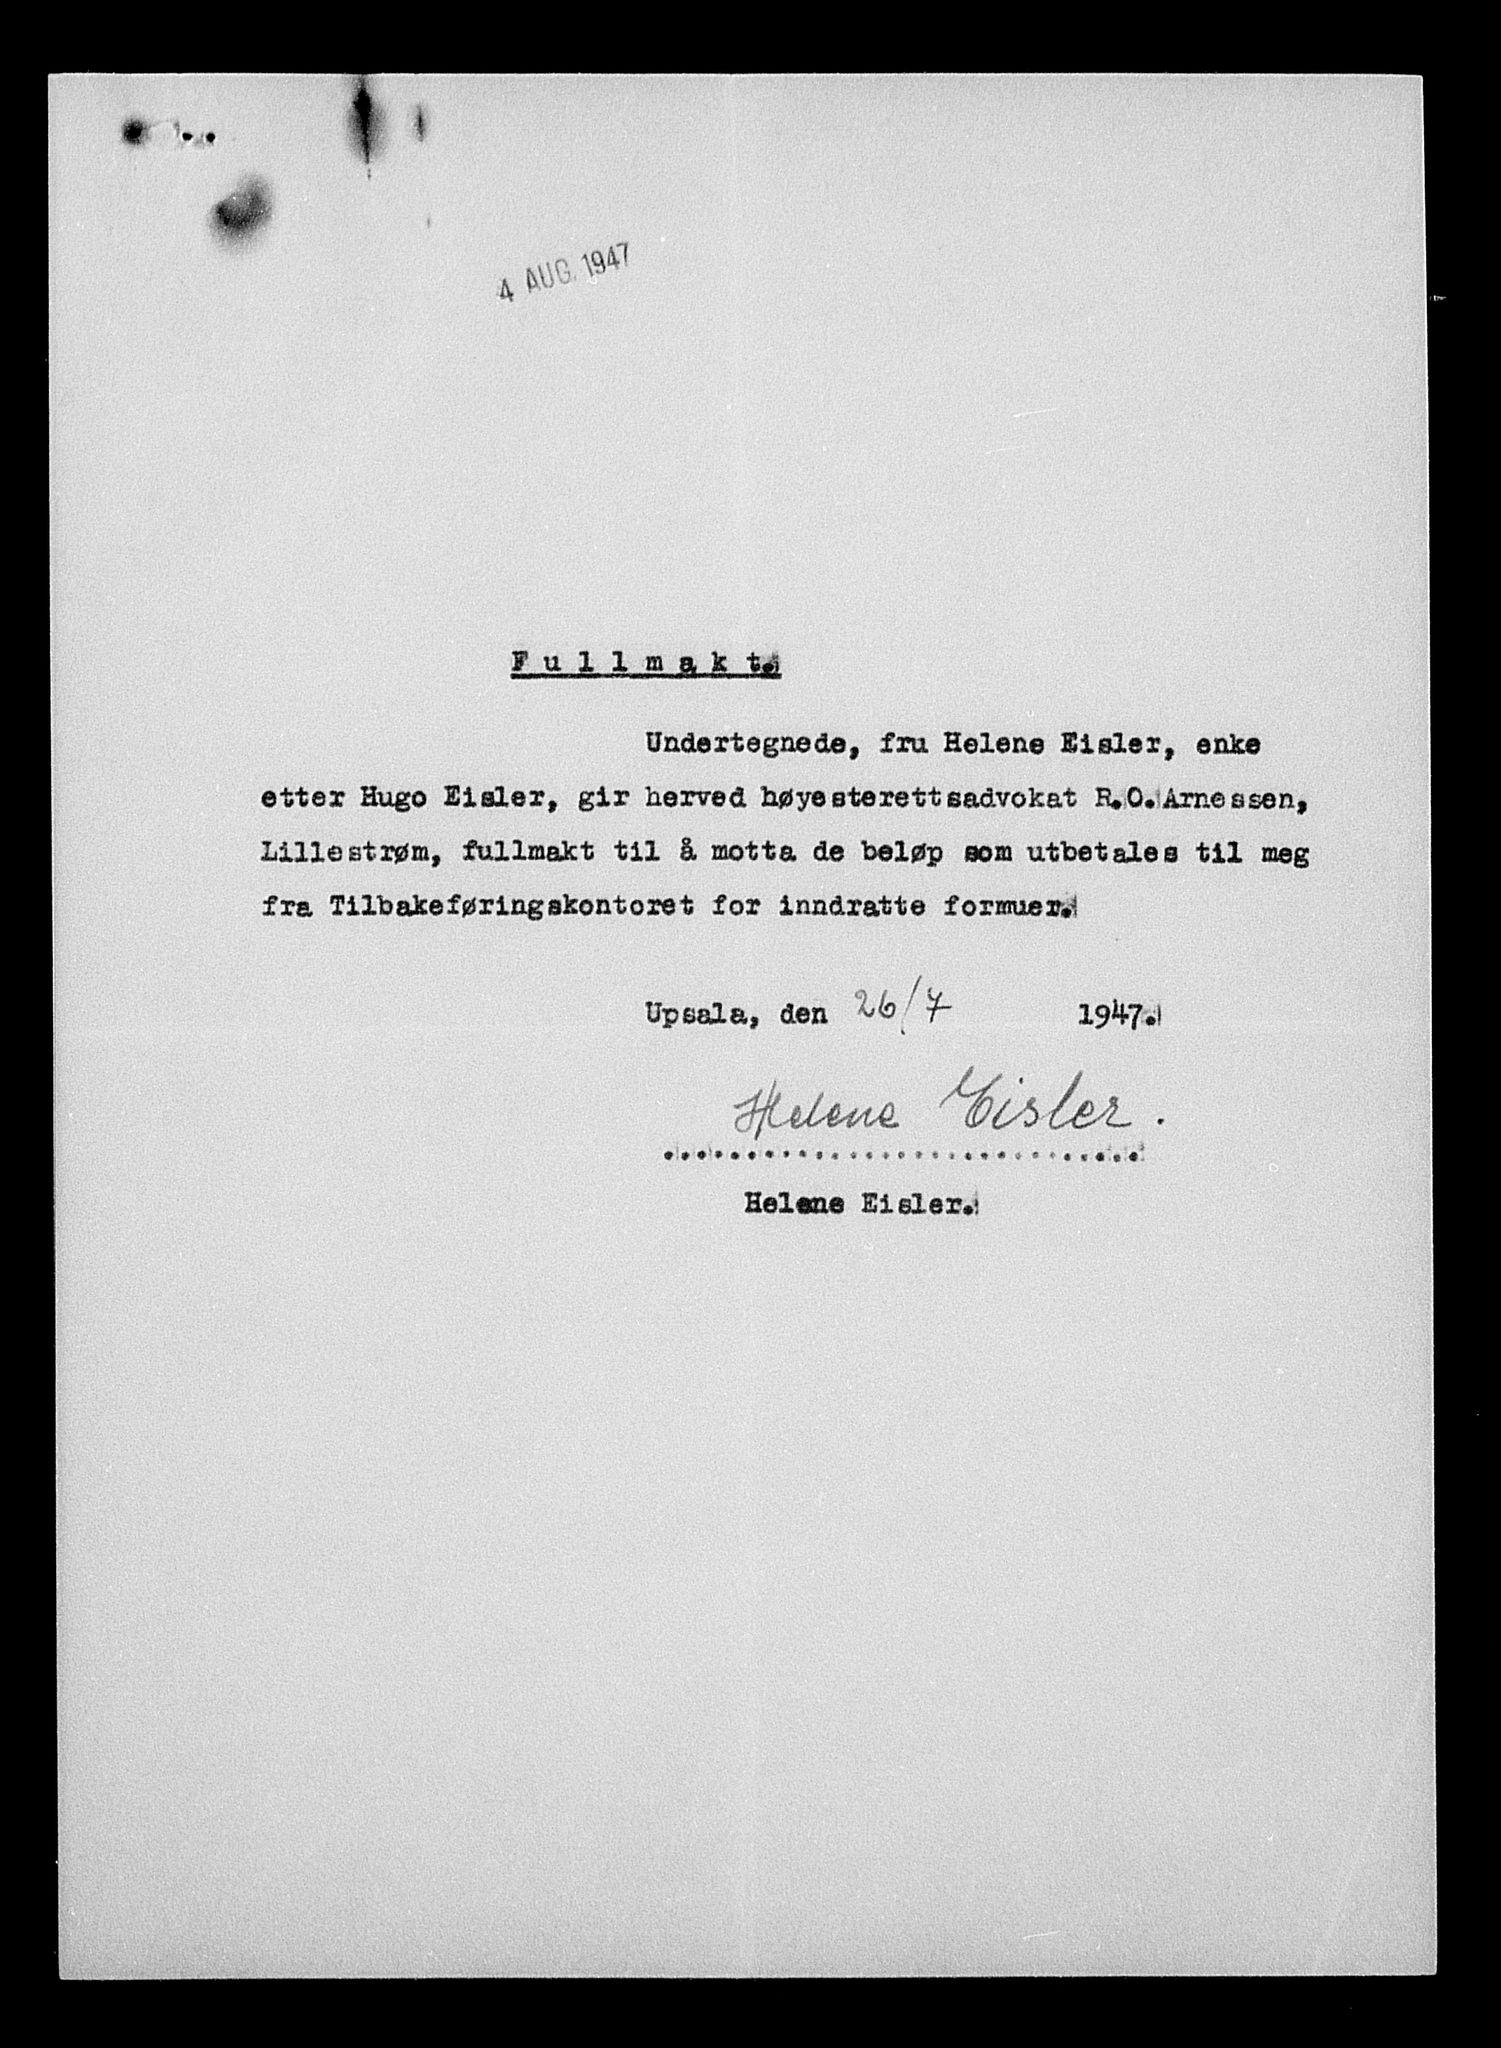 4 AUG. 1947
Fullmakt.
Undertegnede, fru Helene Eisler, enke
etter Hugo Eisler, gir herved høyesterettsadvokat R.O.Arnessen,
Lillestrøm, fullmakt til å motta de beløp som utbetales til meg
fra Tilbakeføringskontoret for inndratte formuer.
Upsala, den 26/7 1947.
Helene Eisler.
Helene Eisler.